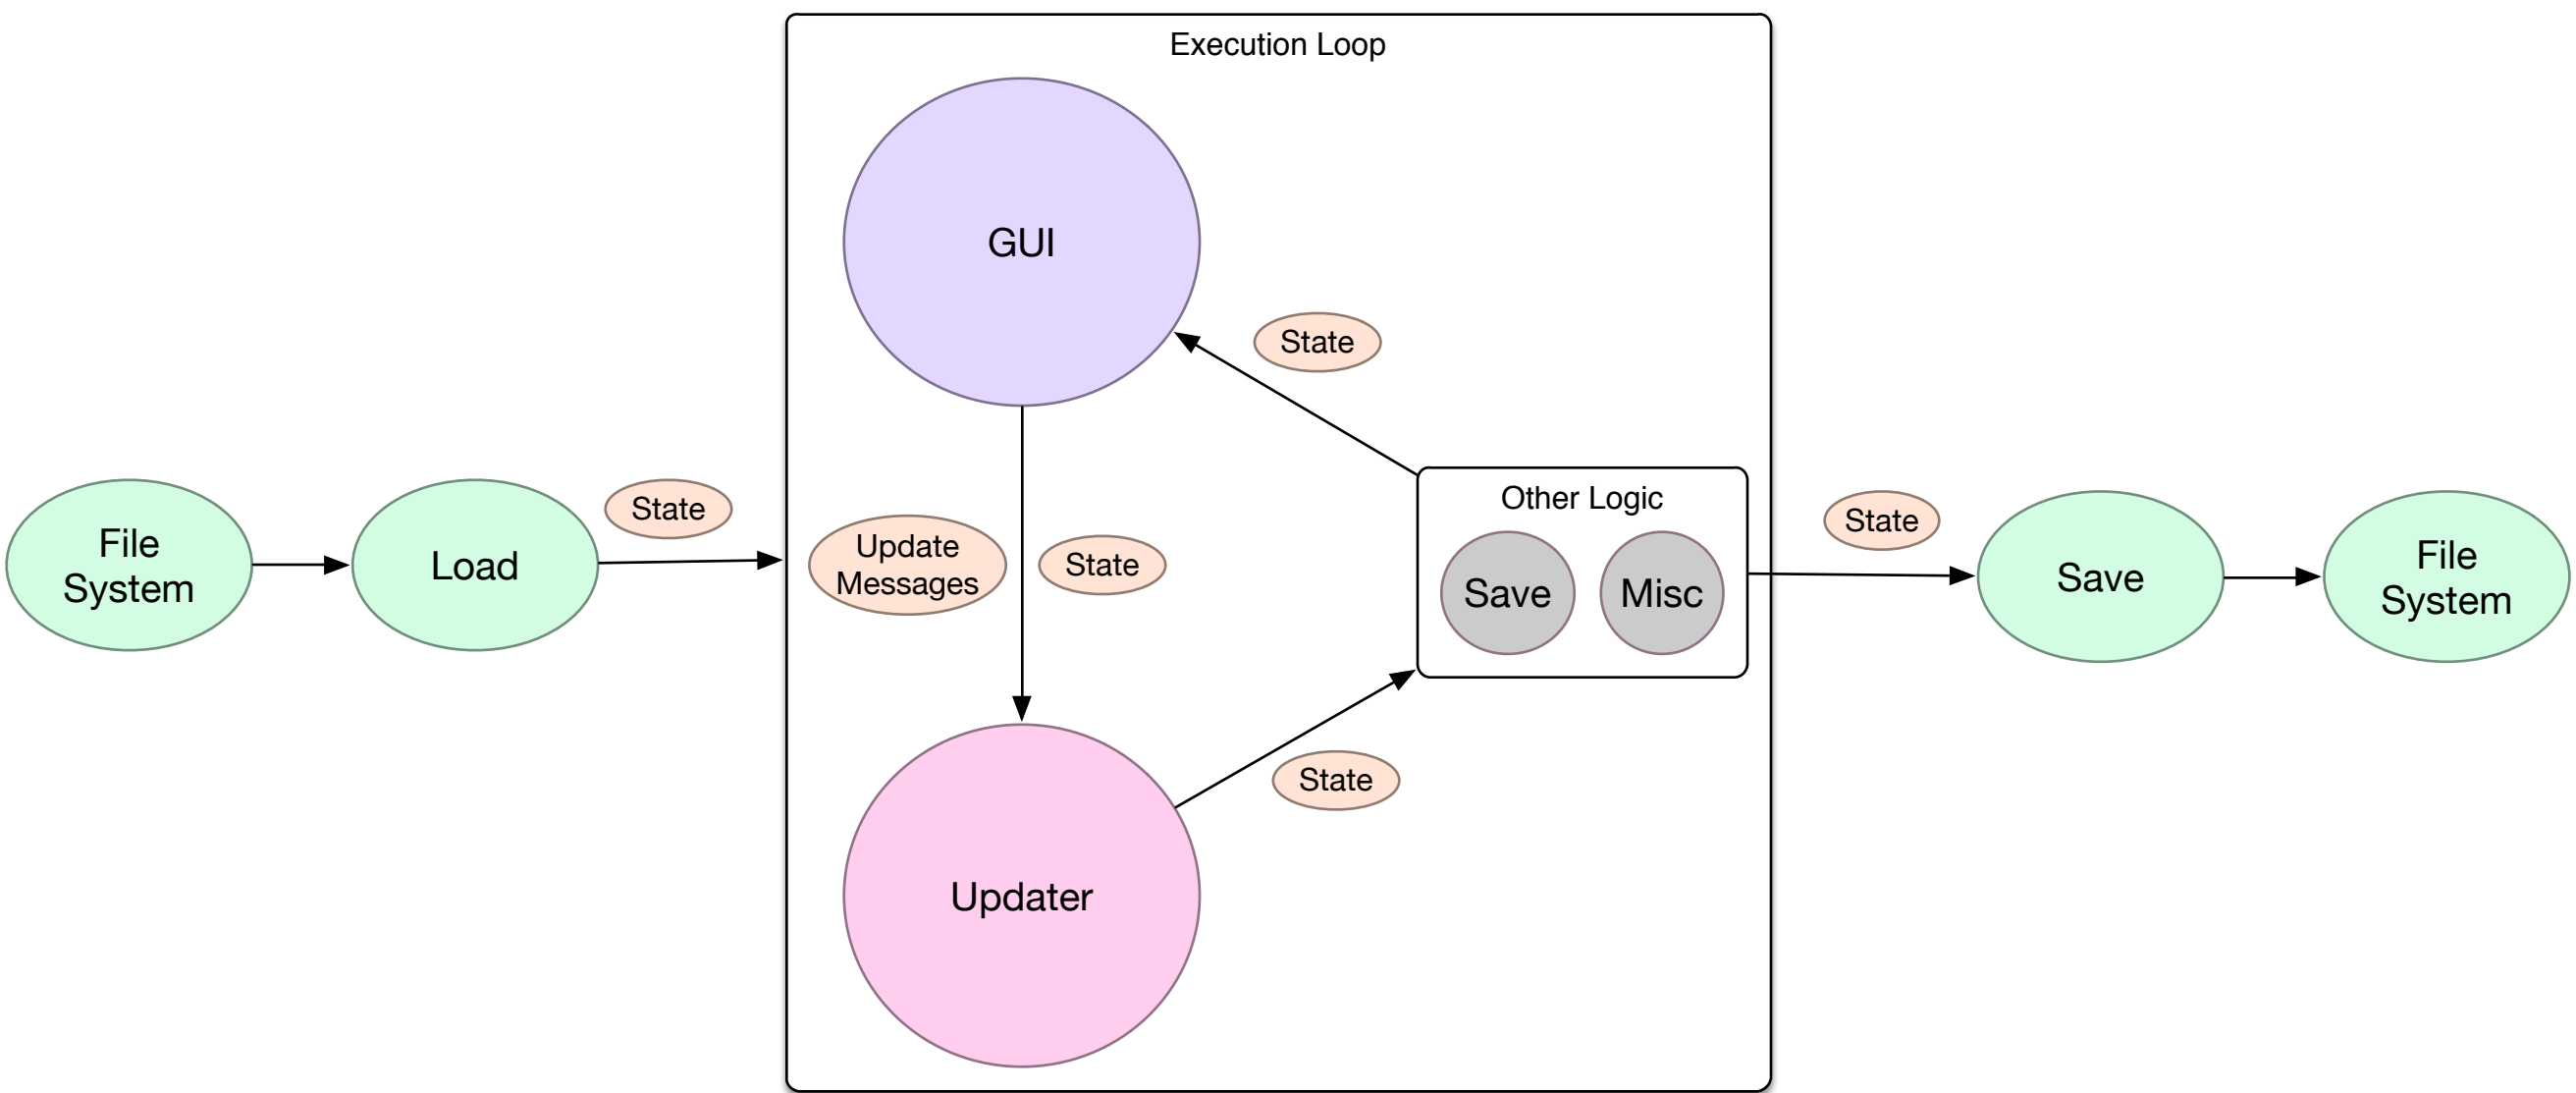 Execution Loop
GUI
State
File
System
Load
State
Update
Messages
State
Other Logic
Save
Misc
State
Save
File
System
Updater
State